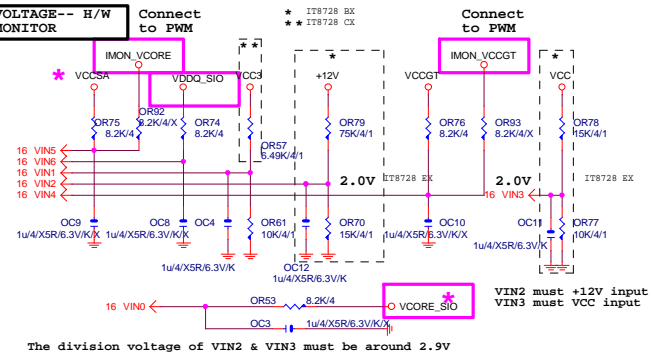 VOLTAGE-- H/W
MONITOR
Connect
to PWM
* IT8728 BX
** IT8728 CX
Connect
to PWM
IMON_VCORE
* VCCSA
VDDQ_SIO
**
VCC3
*
+12V
VCCGT
IMON_VCCGT
*
VCC
OR75
8.2K/4
OR92
8.2K/4/X
OR74
8.2K/4
OR57
6.49K/4/1
OR79
75K/4/1
OR76
8.2K/4
OR93
8.2K/4/X
OR78
15K/4/1
16 VIN5
16 VIN6
16 VIN1
16 VIN2
16 VIN4
2.0V
IT8728 EX
2.0V
16 VIN3
IT8728 EX
OC9
1u/4/X5R/6.3V/K/X
OC8
1u/4/X5R/6.3V/K/X
OC4
1u/4/X5R/6.3V/K
OR61
10K/4/1
OC12
1u/4/X5R/6.3V/K
OR70
15K/4/1
OC10
1u/4/X5R/6.3V/K/X
OC11
1u/4/X5R/6.3V/K
OR77
10K/4/1
16 VIN0
OR53
8.2K/4
VCORE_SIO *
OC3
1u/4/X5R/6.3V/K/X
VIN2 must +12V input
VIN3 must VCC input
The division voltage of VIN2 & VIN3 must be around 2.9V